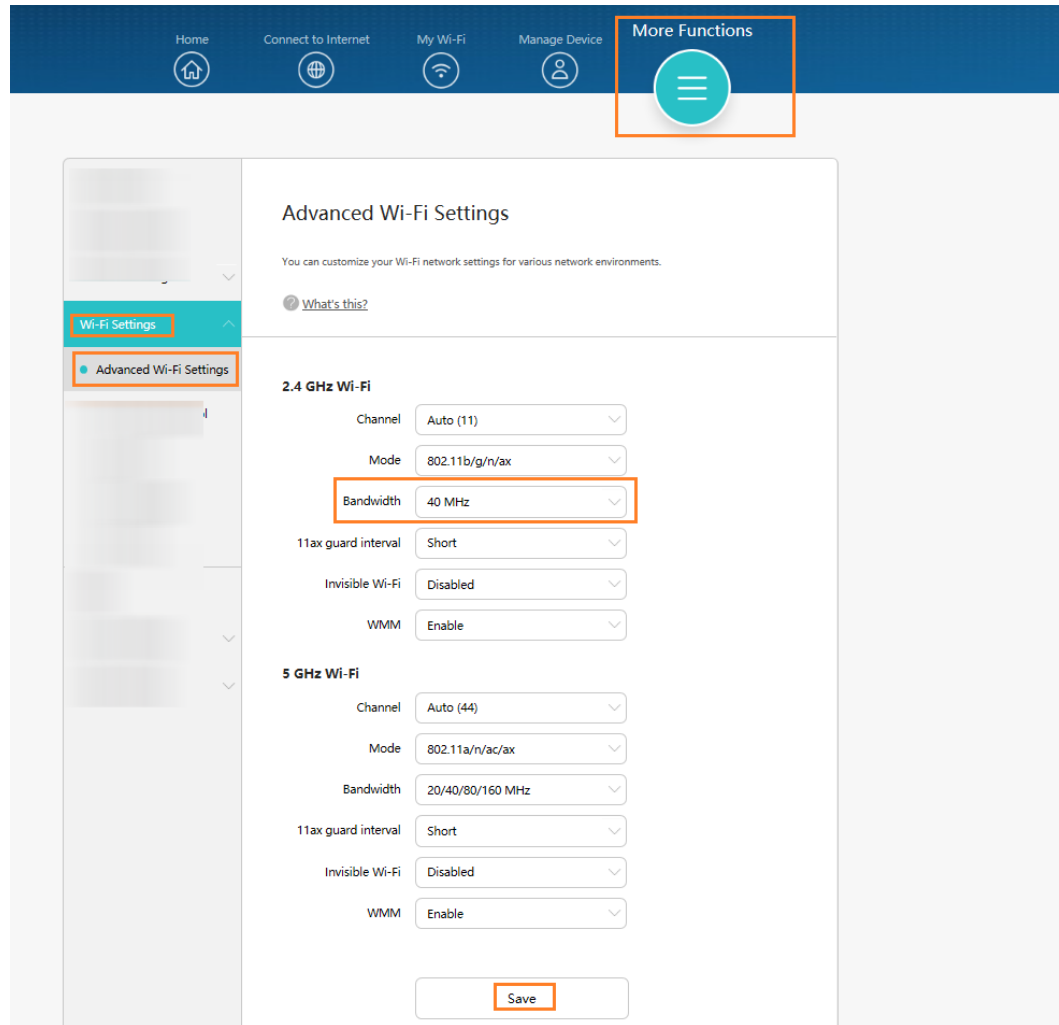 Home
Connect to Internet
My Wi-Fi
Manage Device
More Functions
Advanced Wi-Fi Settings
You can customize your Wi-Fi network settings for various network environments.
What's this?
Wi-Fi Settings
Advanced Wi-Fi Settings
2.4 GHz Wi-Fi
Channel Auto (11)
Mode 802.11b/g/n/ax
Bandwidth 40 MHz
11ax guard interval Short
Invisible Wi-Fi Disabled
WMM Enable
5 GHz Wi-Fi
Channel Auto (44)
Mode 802.11a/n/ac/ax
Bandwidth 20/40/80/160 MHz
11ax guard interval Short
Invisible Wi-Fi Disabled
WMM Enable
Save